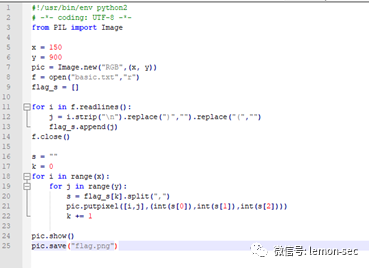 1 #!/usr/bin/env python2
2 # -*- coding: UTF-8 -*-
3 from PIL import Image
4
5 x = 150
6 y = 900
7 pic = Image.new("RGB",(x, y))
8 f = open("basic.txt","r")
9 flag_s = []
10
11 for i in f.readlines():
12 j = i.strip("\n").replace(")","").replace("(","")
13 flag_s.append(j)
14 f.close()
15
16 s = ""
17 k = 0
18 for i in range(x):
19 for j in range(y):
20 s = flag_s[k].split(",")
21 pic.putpixel([i,j],(int(s[0]),int(s[1]),int(s[2])))
22 k += 1
23
24 pic.show()
25 pic.save("flag.png")
微信号: lemon-sec